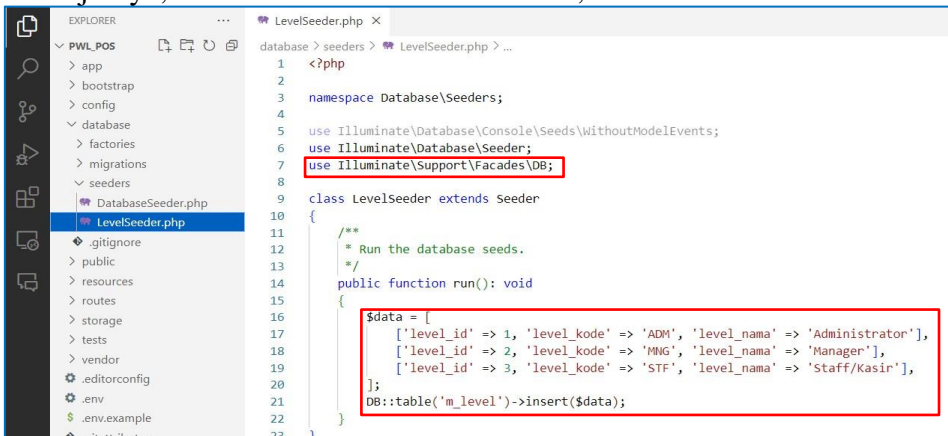 EXPLORER
...
LevelSeeder.php
PWL_POS
> app
> bootstrap
> config
database
> factories
> migrations
seeders
DatabaseSeeder.php
LevelSeeder.php
.gitignore
> public
> resources
> routes
> storage
> tests
> vendor
.editorconfig
.env
$ .env.example
database > seeders > LevelSeeder.php > ...
1 <?php
2
3 namespace Database\Seeders;
4
5 use Illuminate\Database\Console\Seeds\WithoutModelEvents;
6 use Illuminate\Database\Seeder;
7 use Illuminate\Support\Facades\DB;
8
9 class LevelSeeder extends Seeder
10 {
11 /**
12 * Run the database seeds.
13 */
14 public function run(): void
15 {
16 $data = [
17 ['level_id' => 1, 'level_kode' => 'ADM', 'level_nama' => 'Administrator'],
18 ['level_id' => 2, 'level_kode' => 'MNG', 'level_nama' => 'Manager'],
19 ['level_id' => 3, 'level_kode' => 'STF', 'level_nama' => 'Staff/Kasir'],
20 ];
21 DB::table('m_level')->insert($data);
22 }
23 }